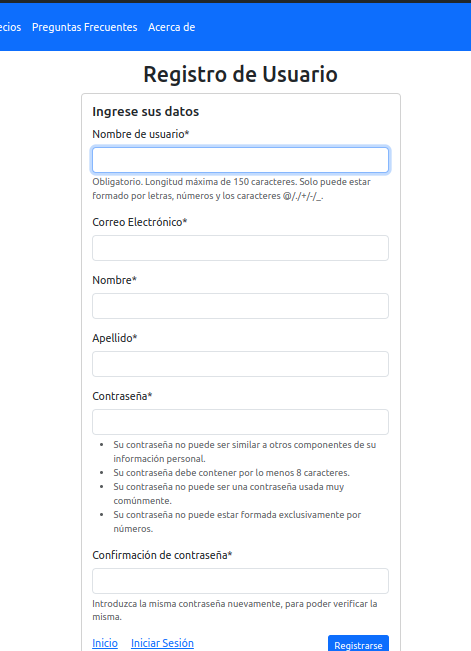 Preguntas Frecuentes Acerca de
Registro de Usuario
Ingrese sus datos
Nombre de usuario*
Obligatorio. Longitud máxima de 150 caracteres. Solo puede estar
formado por letras, números y los caracteres @/./+/-/_.
Correo Electrónico*
Nombre*
Apellido*
Contraseña*
• Su contraseña no puede ser similar a otros componentes de su
información personal.
• Su contraseña debe contener por lo menos 8 caracteres.
• Su contraseña no puede ser una contraseña usada muy
comúnmente.
• Su contraseña no puede estar formada exclusivamente por
números.
Confirmación de contraseña*
Introduzca la misma contraseña nuevamente, para poder verificar la
misma.
Inicio Iniciar Sesión Registrarse